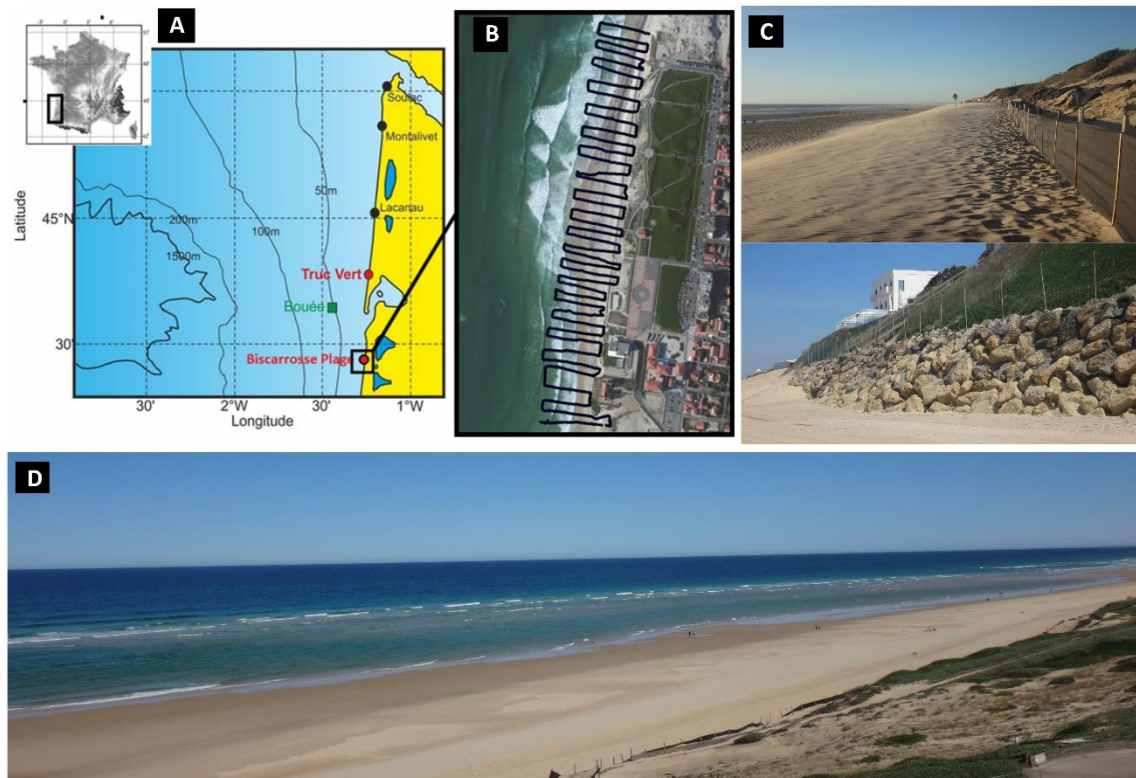 A
B
C
Soulac
Montalivet
50m
Lacanau
45°N
200m
100m
1500m
Latitude
Truc Vert
Bouée
30'
Biscarrosse Plage
30'
2°W
30'
1°W
Longitude
D